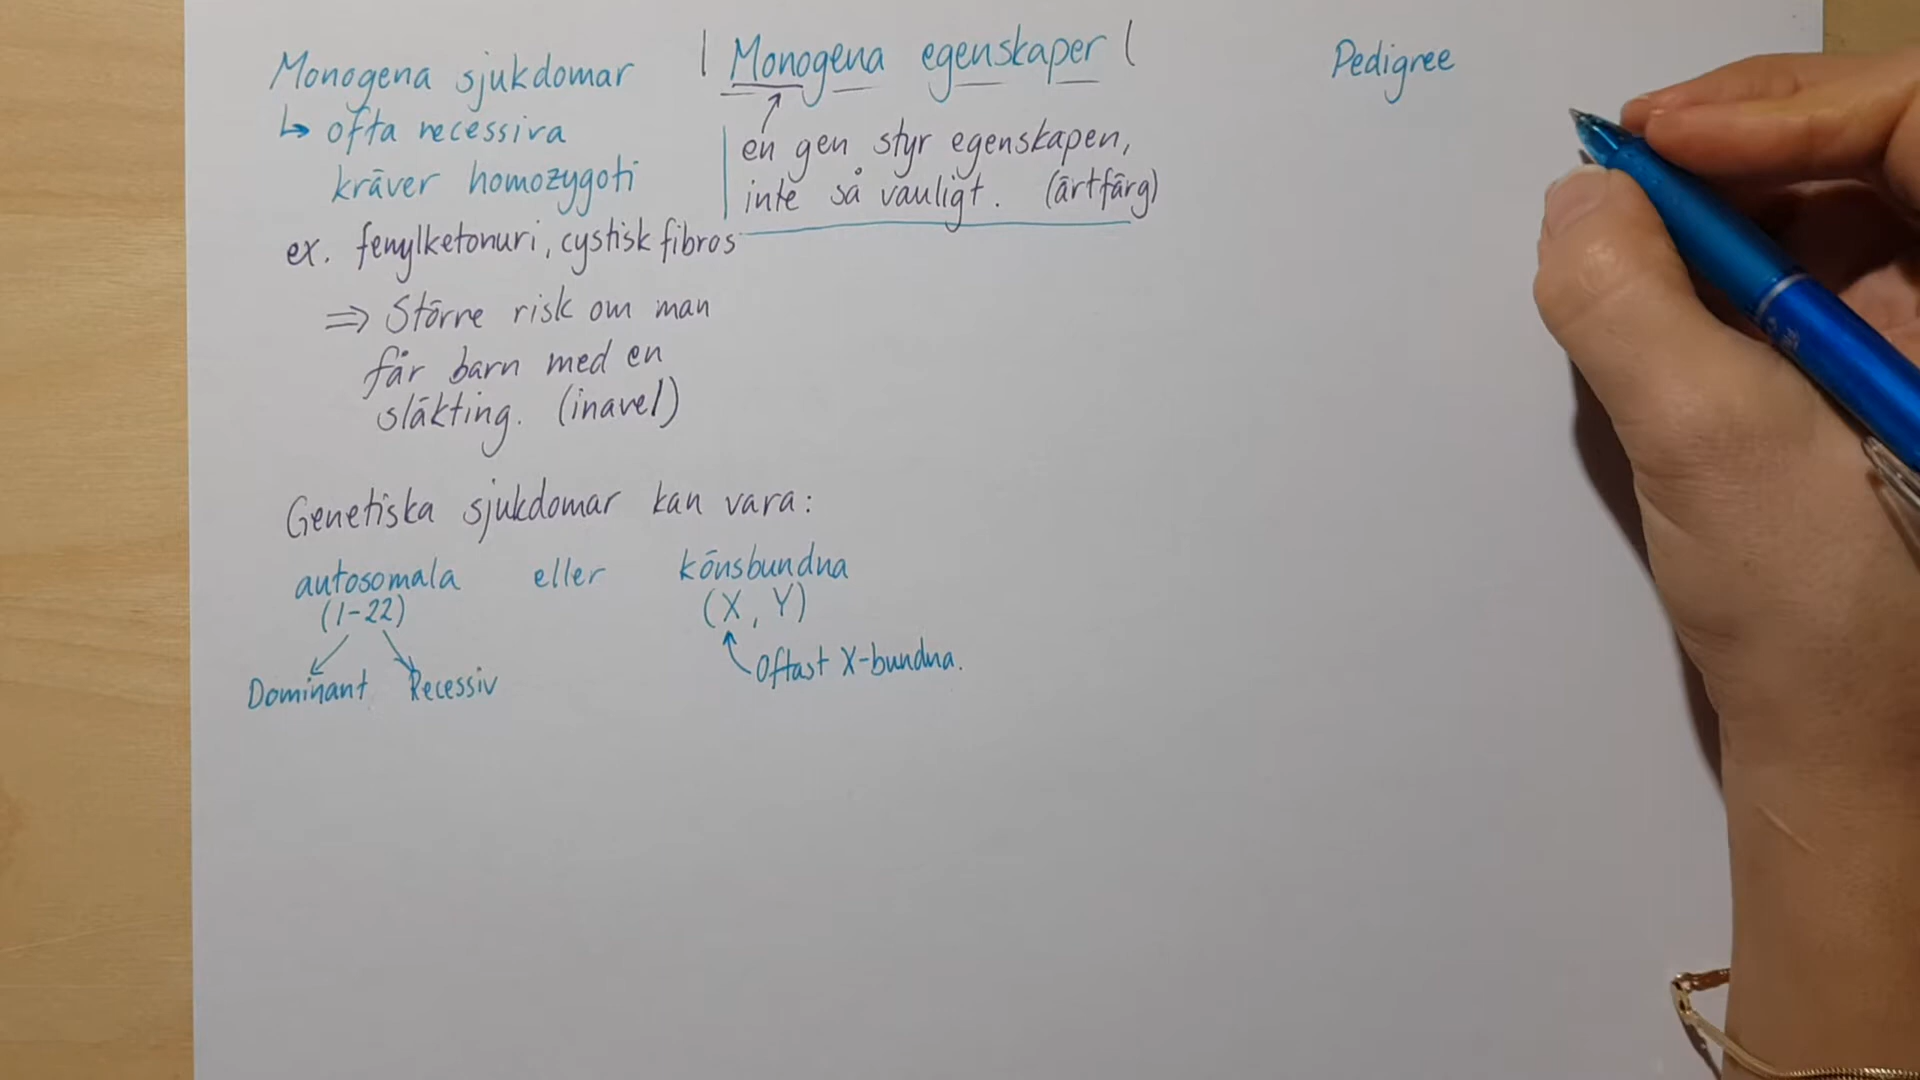 Monogena sjukdomar
↳ ofta recessiva
kräver homozygoti
ex. fenylketonuri, cystisk fibros
⇒ Större risk om man
får barn med en
släkting. (inavel)
Monogena egenskaper
en gen styr egenskapen,
inte så vanligt. (ärtfärg)
Pedigree
Genetiska sjukdomar kan vara:
autosomala eller könsbundna
(1-22) (X, Y)
Oftast X-bundna.
Dominant Recessiv